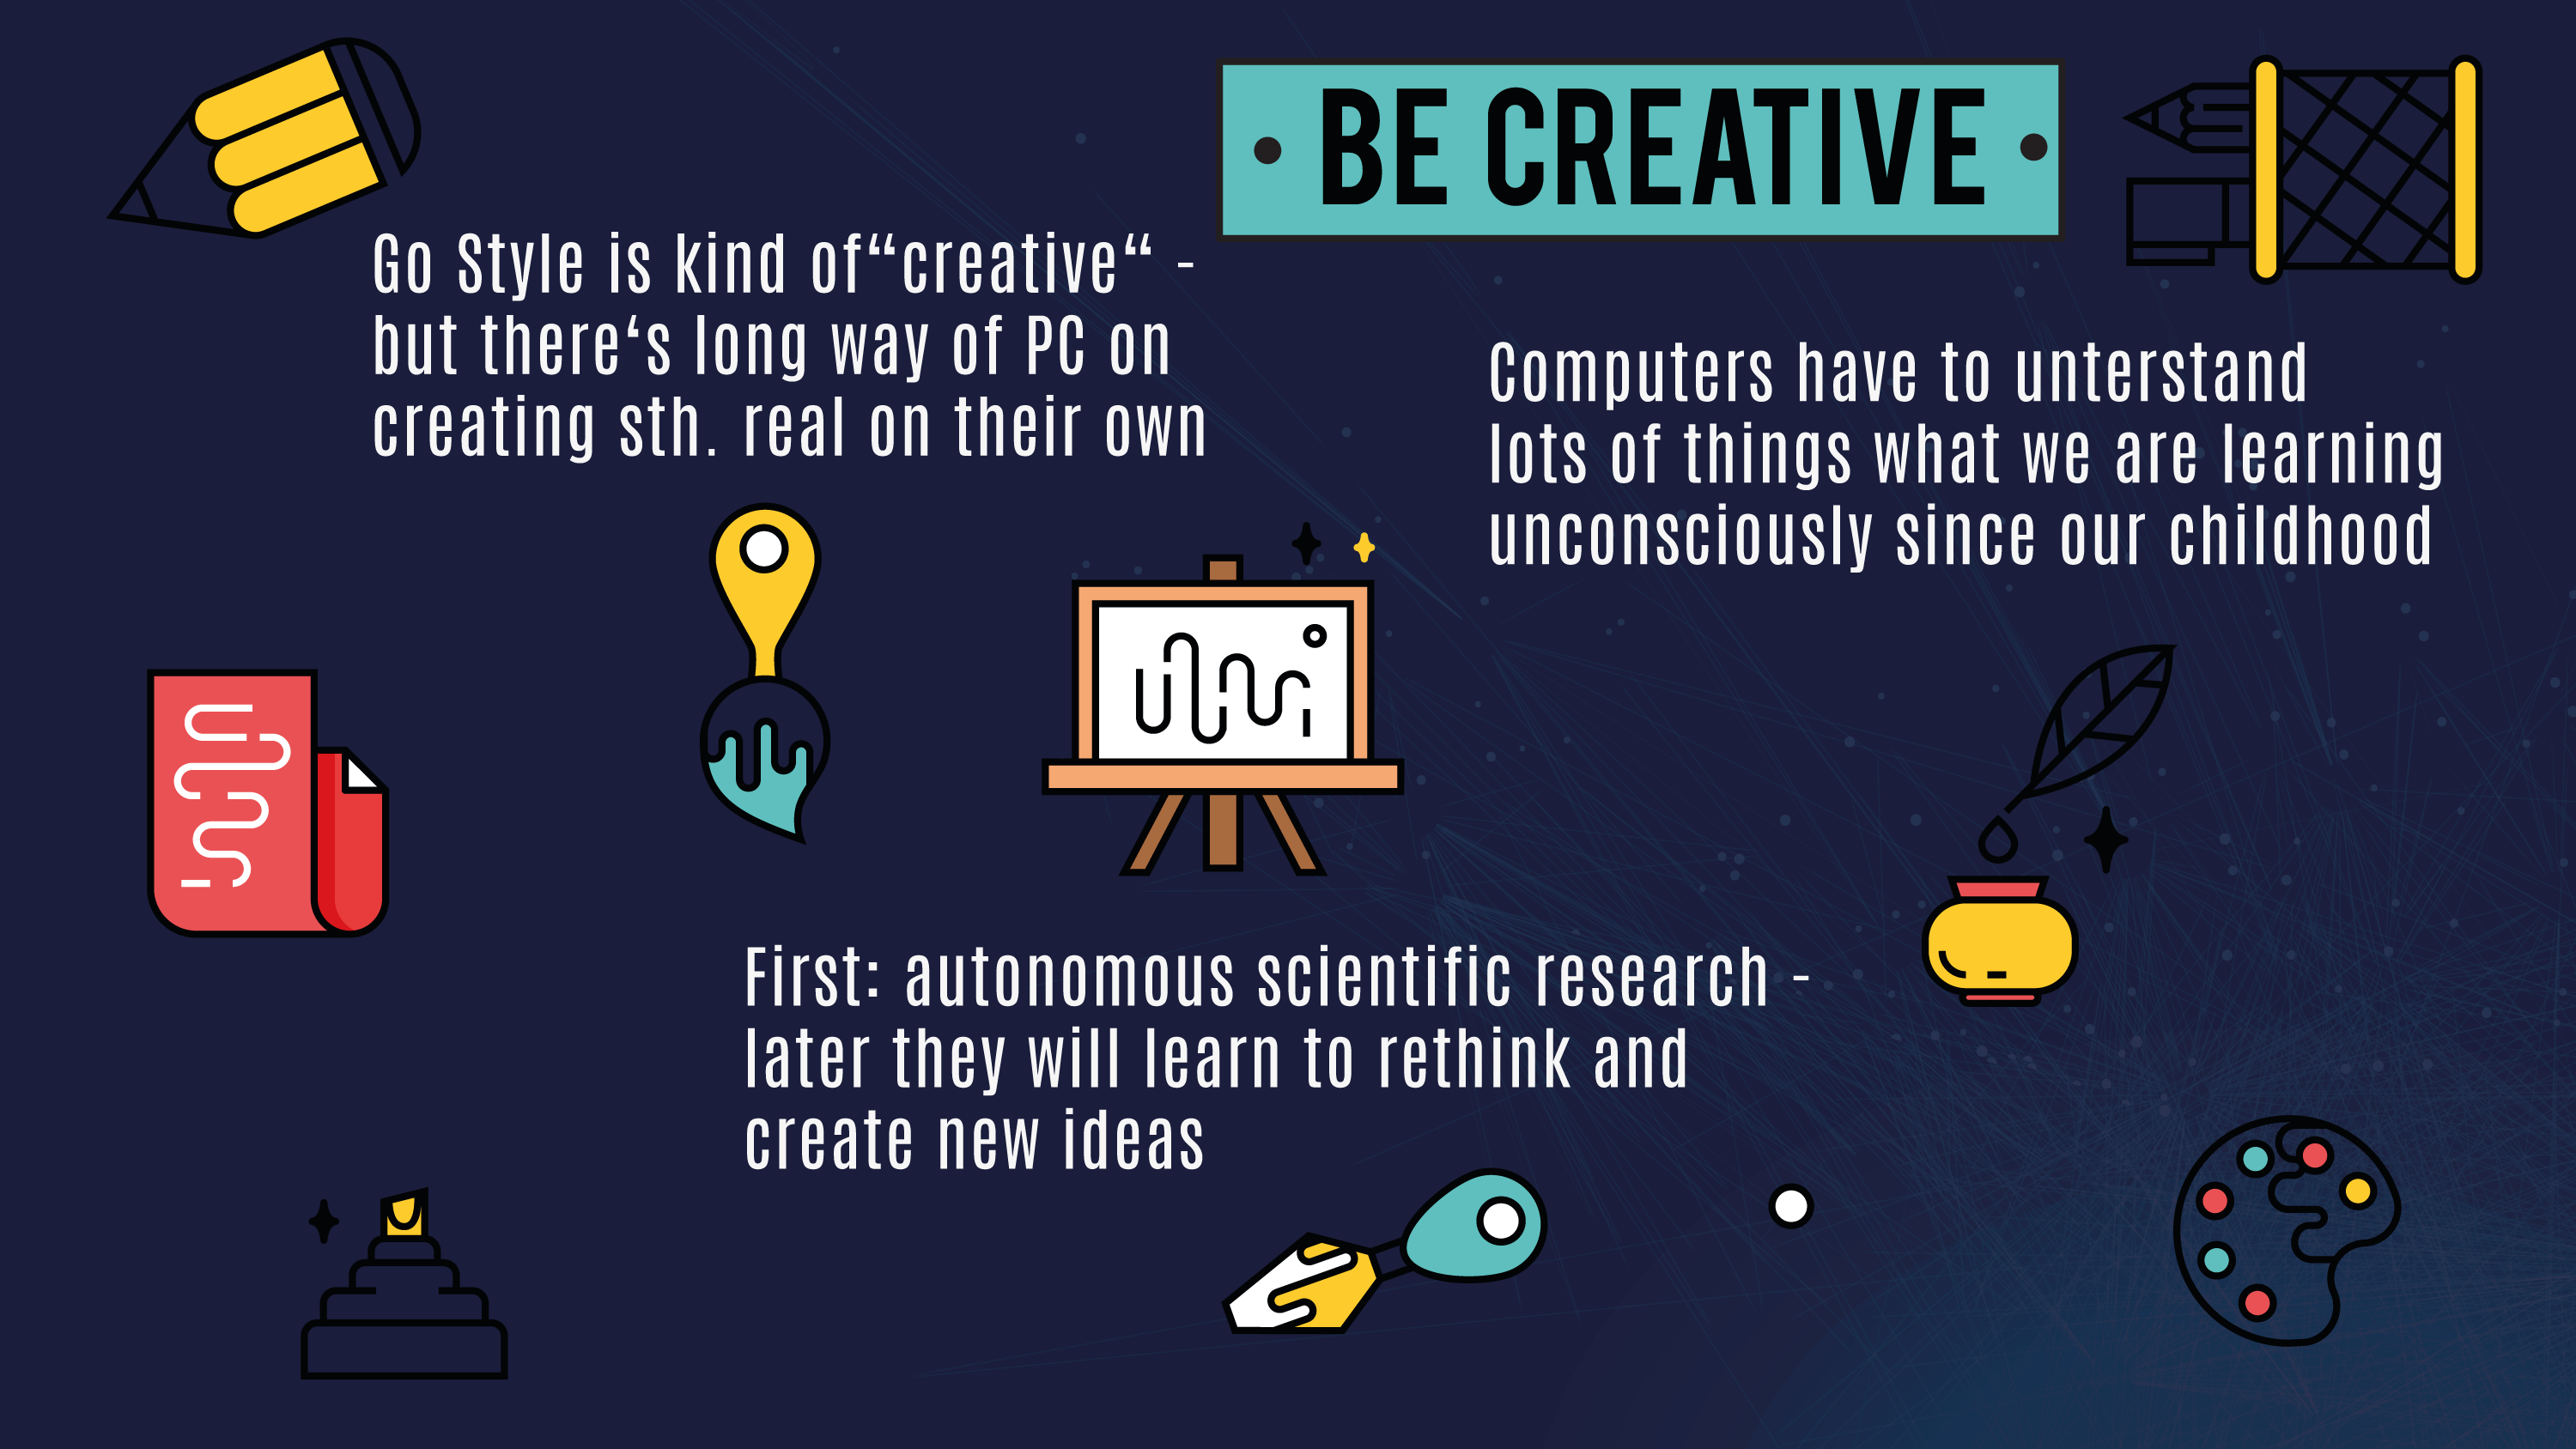 BE CREATIVE
Go Style is kind of“creative“ -
but there‘s long way of PC on
creating sth. real on their own
Computers have to unterstand
lots of things what we are learning
unconsciously since our childhood
First: autonomous scientific research -
later they will learn to rethink and
create new ideas